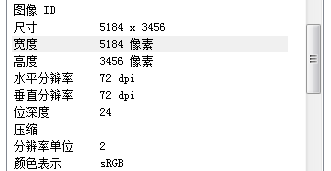 图像 ID
尺寸 5184 x 3456
宽度 5184 像素
高度 3456 像素
水平分辨率 72 dpi
垂直分辨率 72 dpi
位深度 24
压缩
分辨率单位 2
颜色表示 sRGB